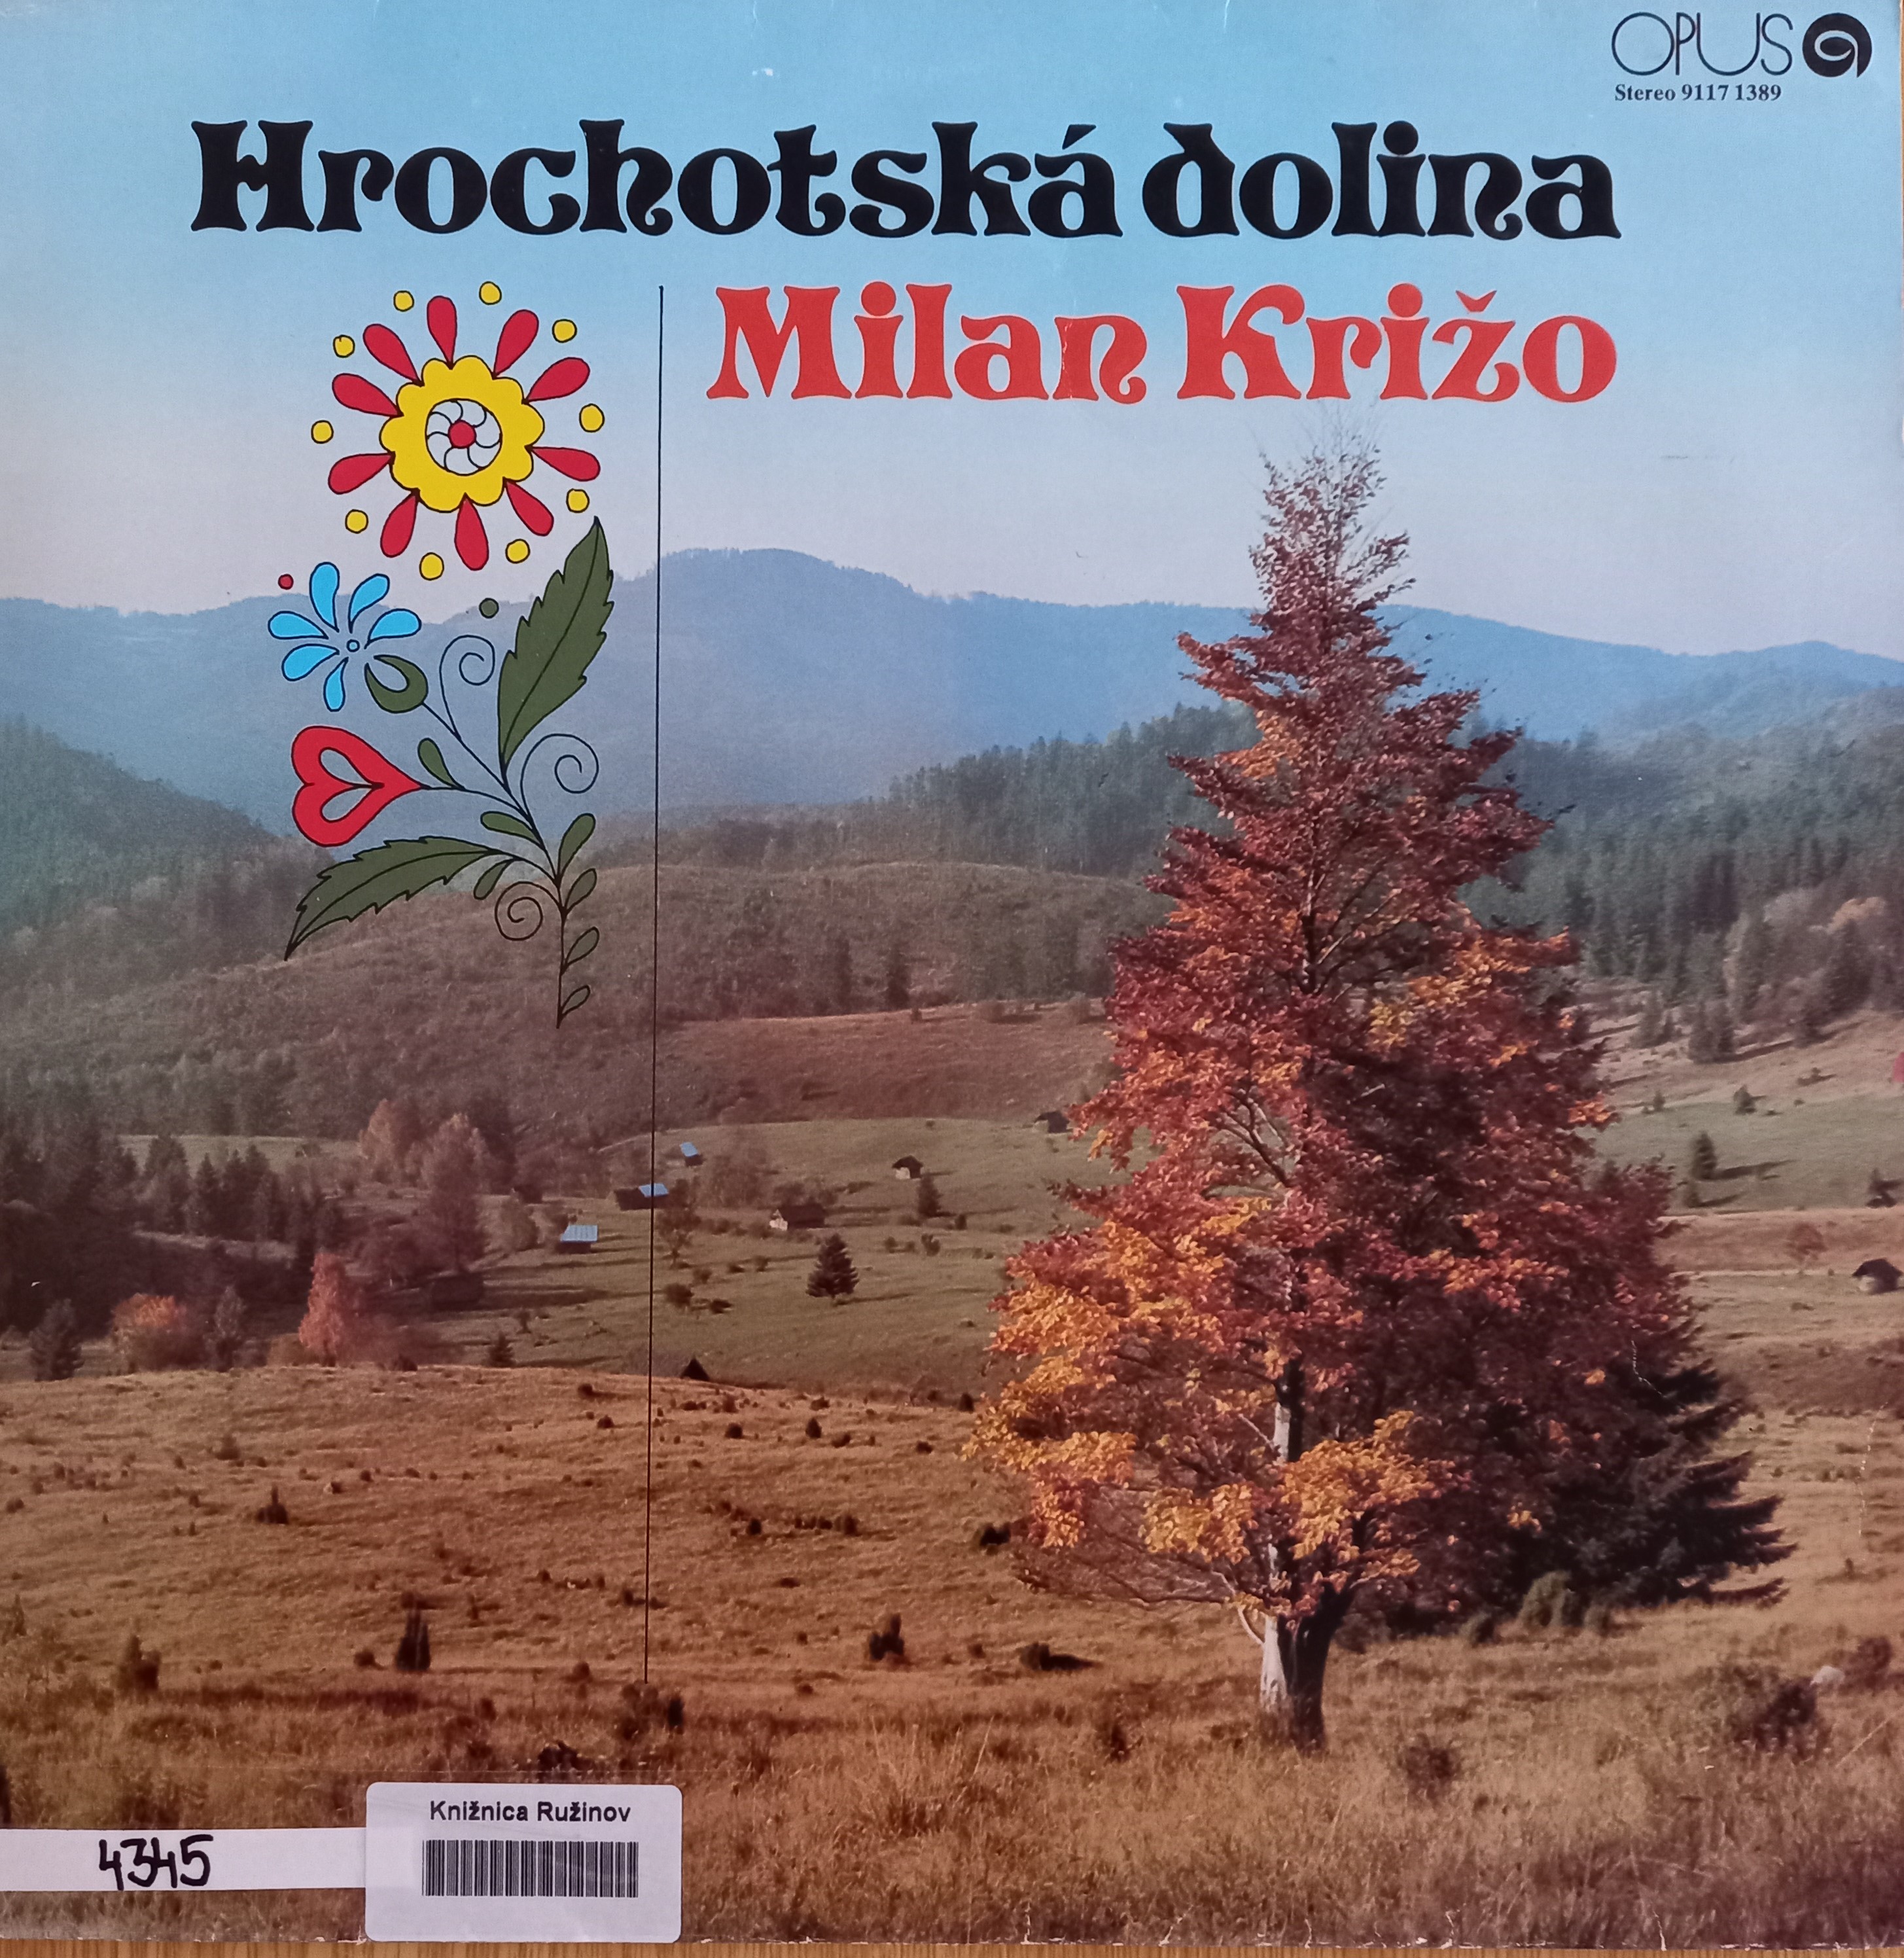 OPUS
Stereo 9117 1389
Hrochotská dolina
Milan Križo
Knižnica Ružinov
4345